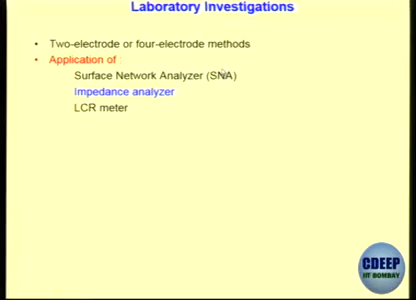 Laboratory Investigations
• Two-electrode or four-electrode methods
• Application of :
Surface Network Analyzer (SNA)
Impedance analyzer
LCR meter
CDEEP
IIT BOMBAY